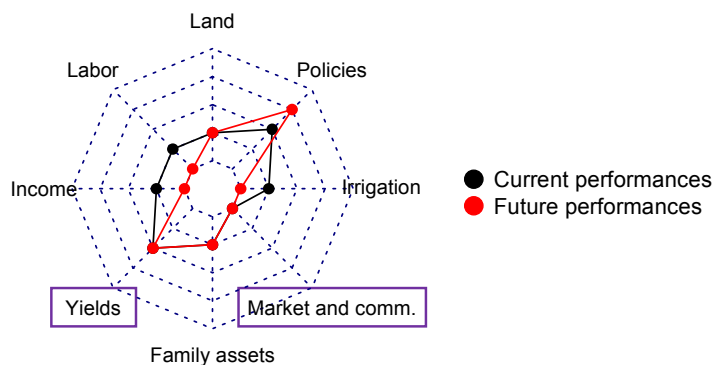 Land
Labor
Policies
Income
Irrigation
Current performances
Future performances
Yields
Market and comm.
Family assets